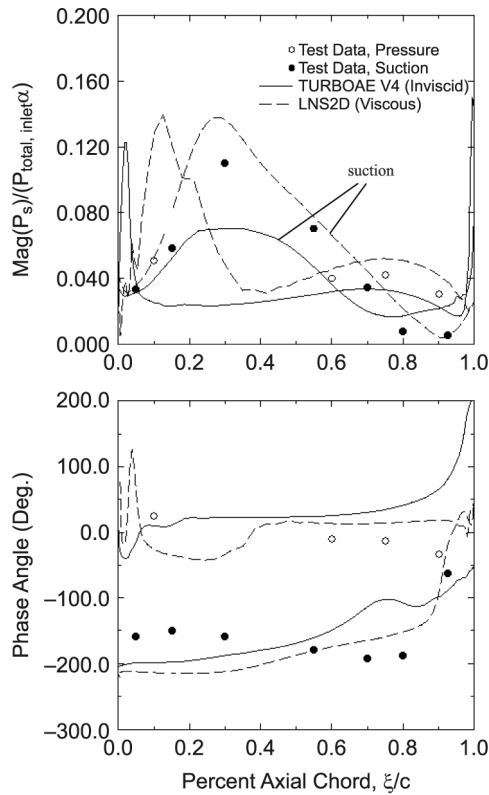 0.200
0.160
0.120
0.080
0.040
0.000
Mag(Pₛ)/(P_total, inlet α)
○ Test Data, Pressure
● Test Data, Suction
TURBOAE V4 (Inviscid)
LNS2D (Viscous)
suction
0.0 0.2 0.4 0.6 0.8 1.0
200.0
100.0
0.0
−100.0
−200.0
−300.0
Phase Angle (Deg.)
0.0 0.2 0.4 0.6 0.8 1.0
Percent Axial Chord, ξ/c